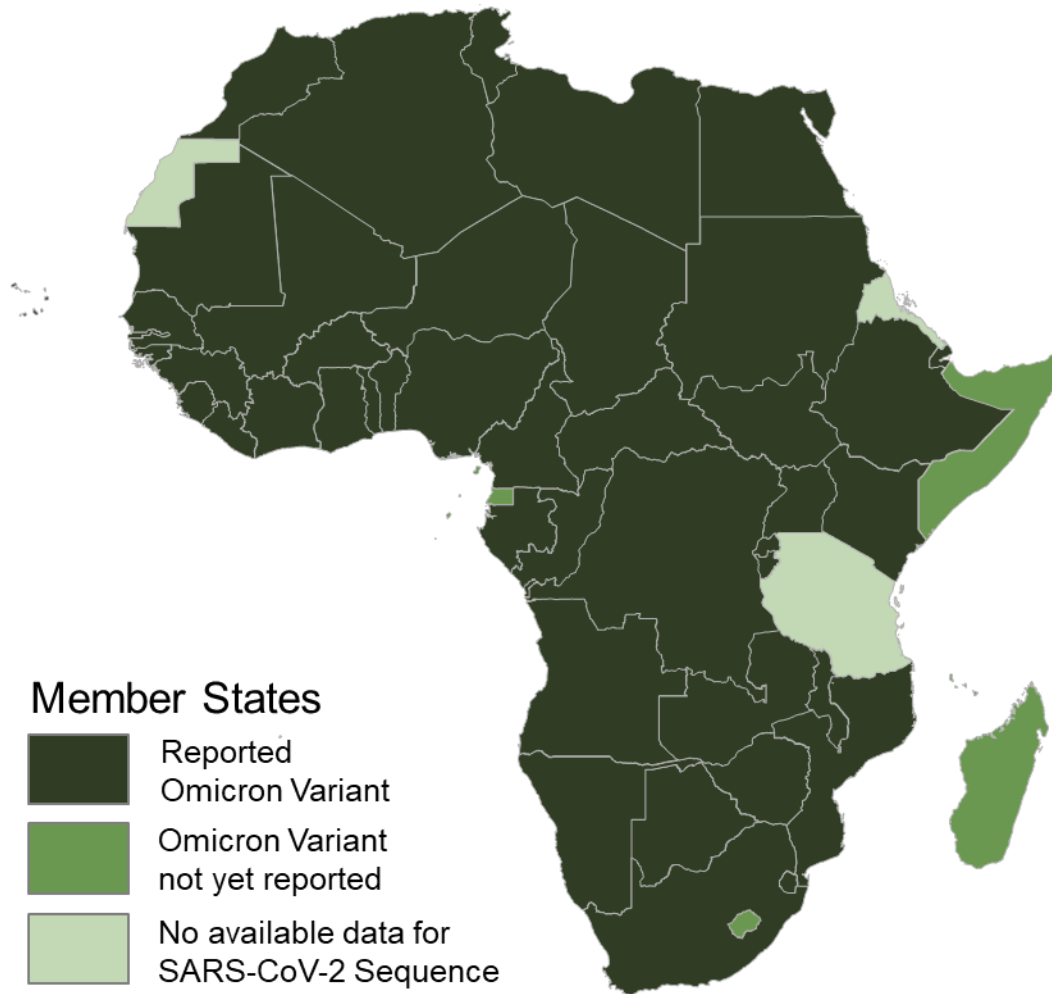 Member States
Reported
Omicron Variant
Omicron Variant
not yet reported
No available data for
SARS-CoV-2 Sequence